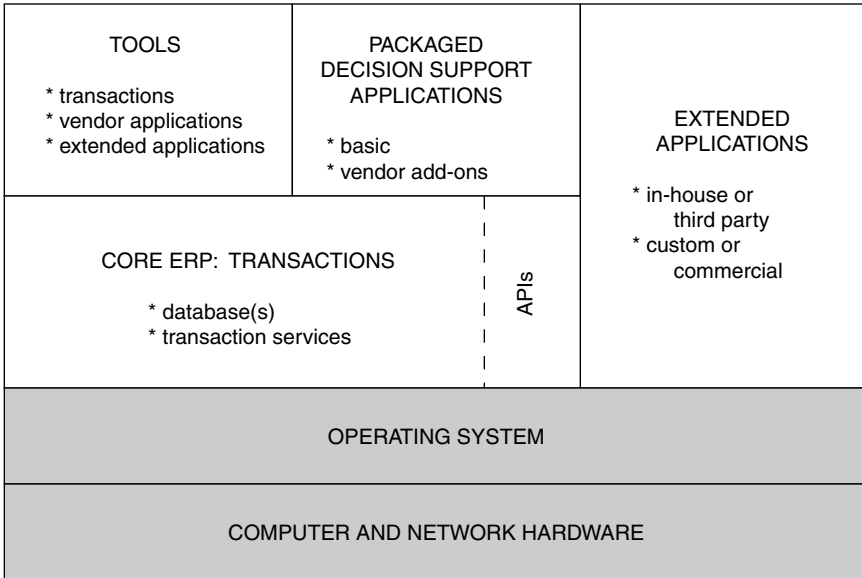 TOOLS
* transactions
* vendor applications
* extended applications
PACKAGED
DECISION SUPPORT
APPLICATIONS
* basic
* vendor add-ons
EXTENDED
APPLICATIONS
* in-house or
third party
* custom or
commercial
CORE ERP: TRANSACTIONS
* database(s)
* transaction services
APIs
OPERATING SYSTEM
COMPUTER AND NETWORK HARDWARE